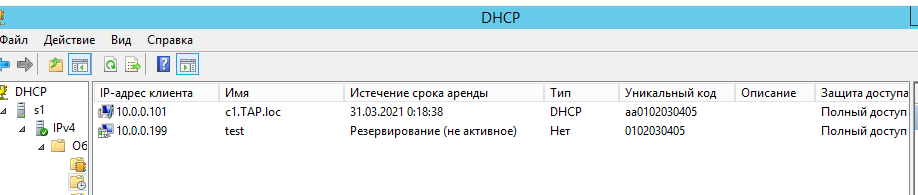 DHCP
Файл Действие Вид Справка
DHCP
s1
IPv4
Об
IP-адрес клиента Имя Истечение срока аренды Тип Уникальный код Описание Защита доступа
10.0.0.101 c1.TAP.loc 31.03.2021 0:18:38 DHCP aa0102030405 Полный доступ
10.0.0.199 test Резервирование (не активное) Нет 0102030405 Полный доступ